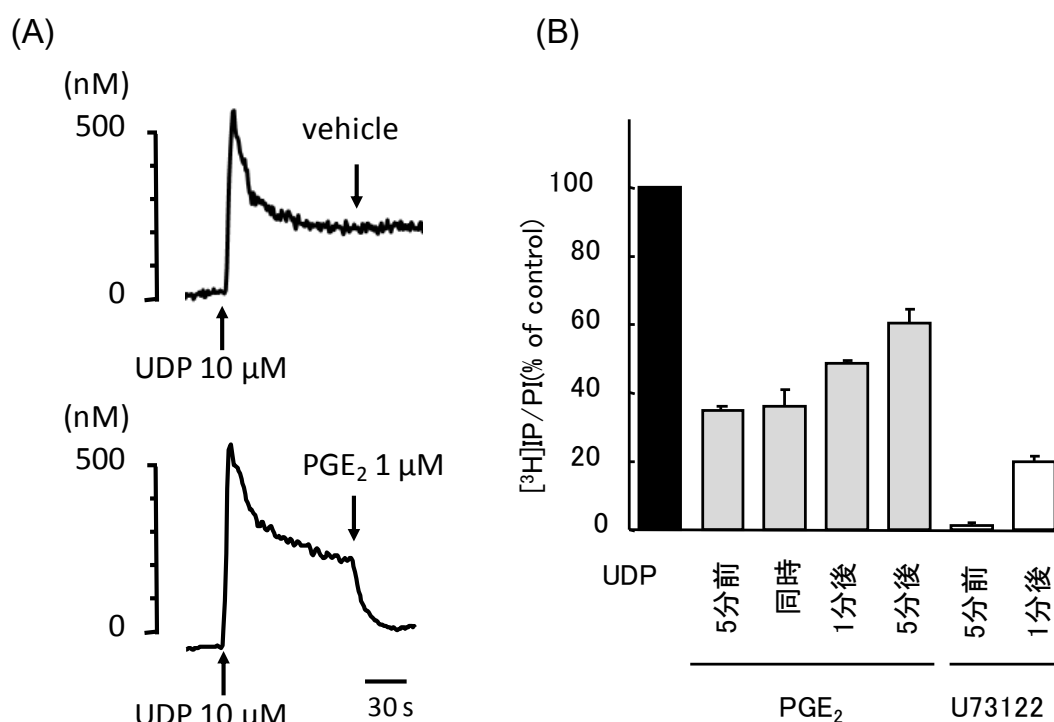 (A)
(nM)
500
vehicle
0
UDP 10 μM
(nM)
500
PGE₂ 1 μM
0
UDP 10 μM
30 s
(B)
[³H]IP/PI(% of control)
100
80
60
40
20
0
UDP
5分前
同時
1分後
5分後
5分前
1分後
PGE₂
U73122